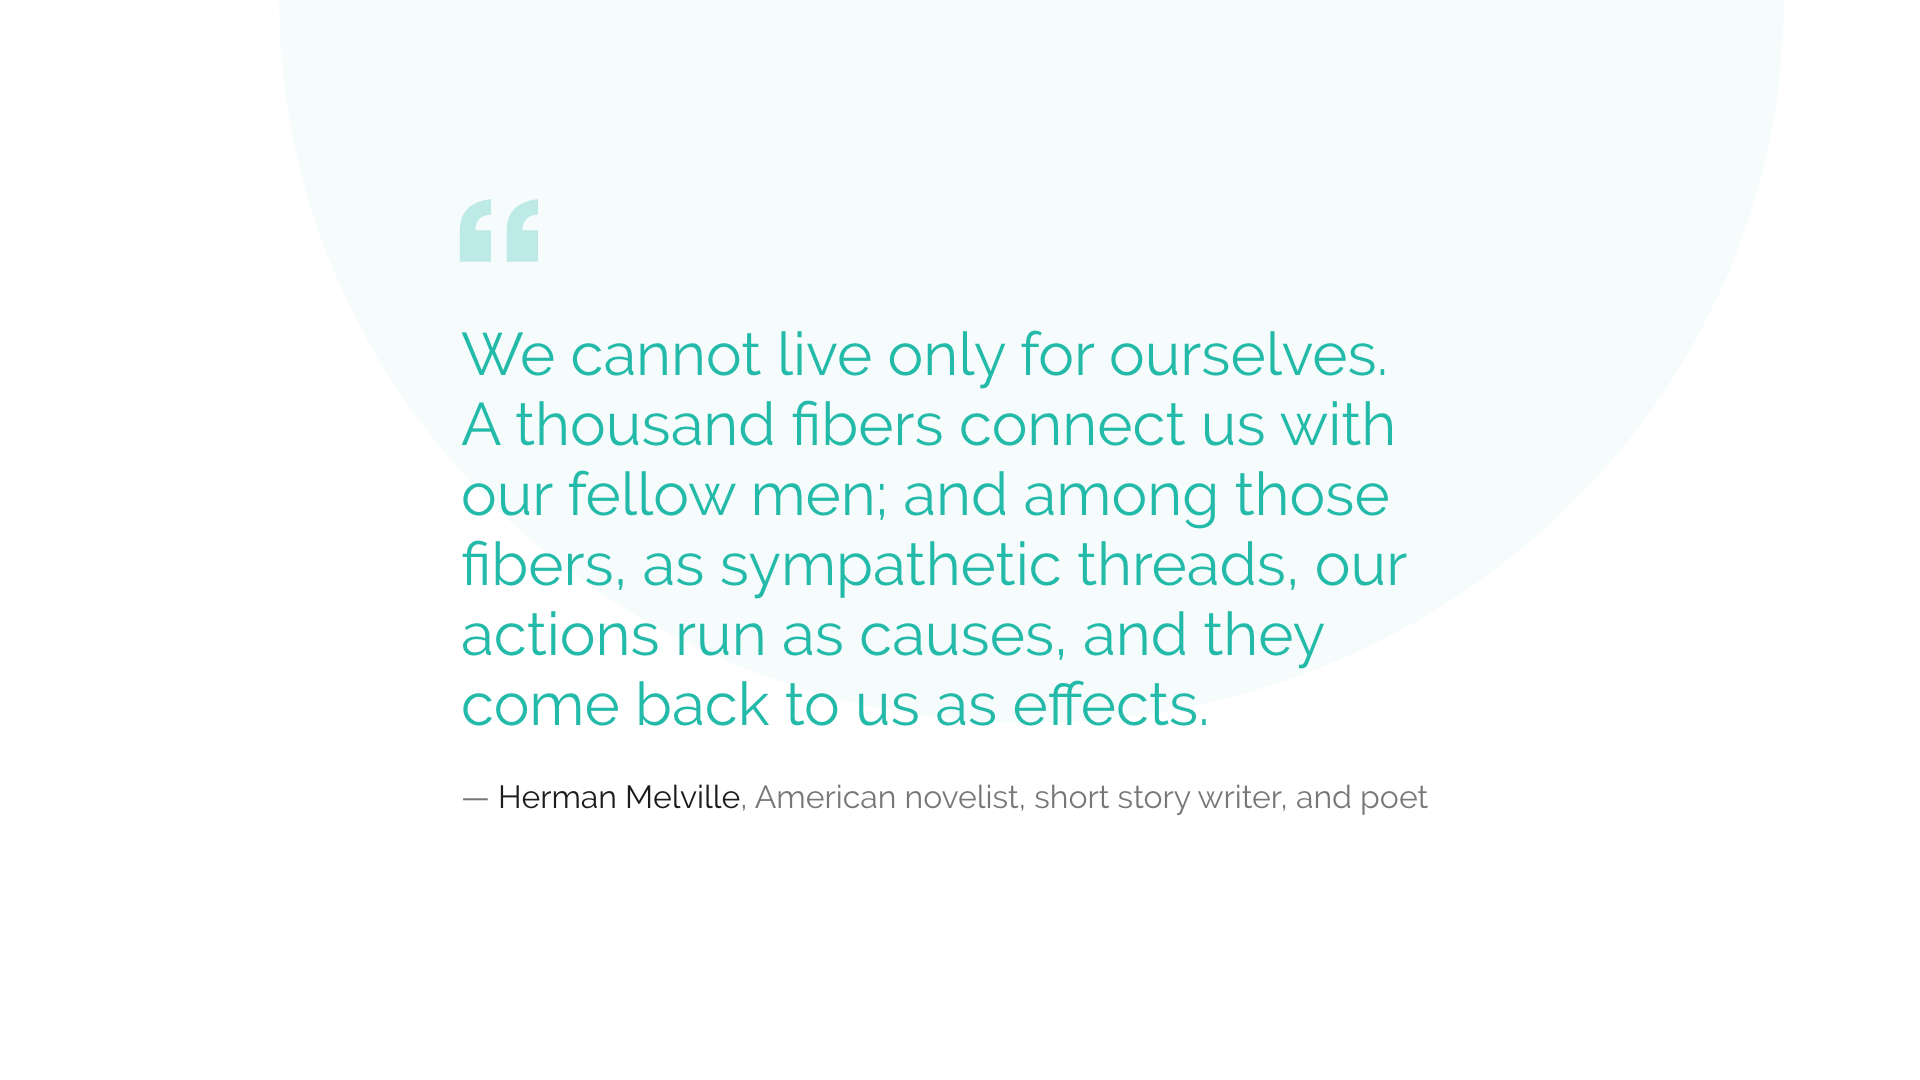 “
We cannot live only for ourselves.
A thousand fibers connect us with
our fellow men; and among those
fibers, as sympathetic threads, our
actions run as causes, and they
come back to us as effects.
— Herman Melville, American novelist, short story writer, and poet